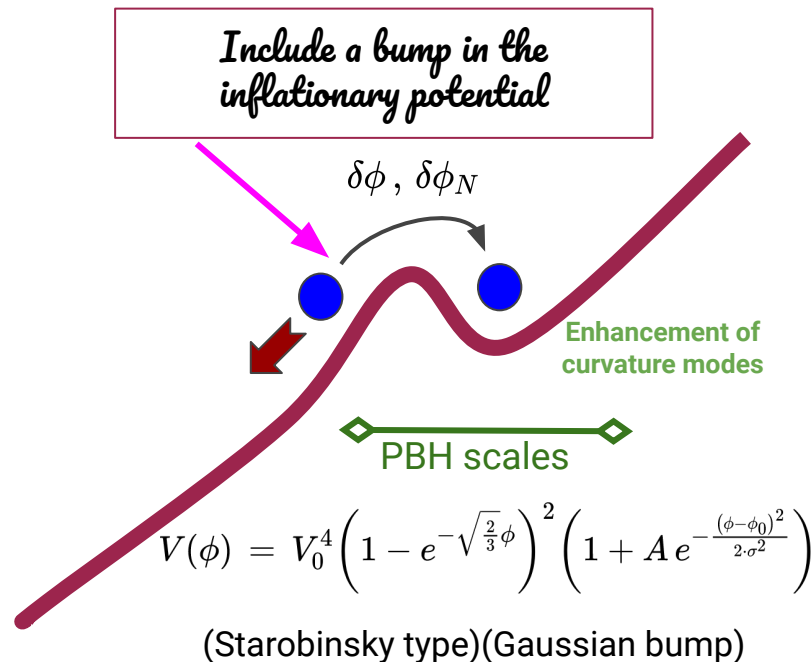 Include a bump in the
inflationary potential
δϕ , δϕ_N
Enhancement of
curvature modes
PBH scales
V(ϕ) = V_0^4 (1 − e^{−√(2/3) ϕ})^2 (1 + A e^{−(ϕ−ϕ_0)^2/(2·σ^2)})
(Starobinsky type)(Gaussian bump)